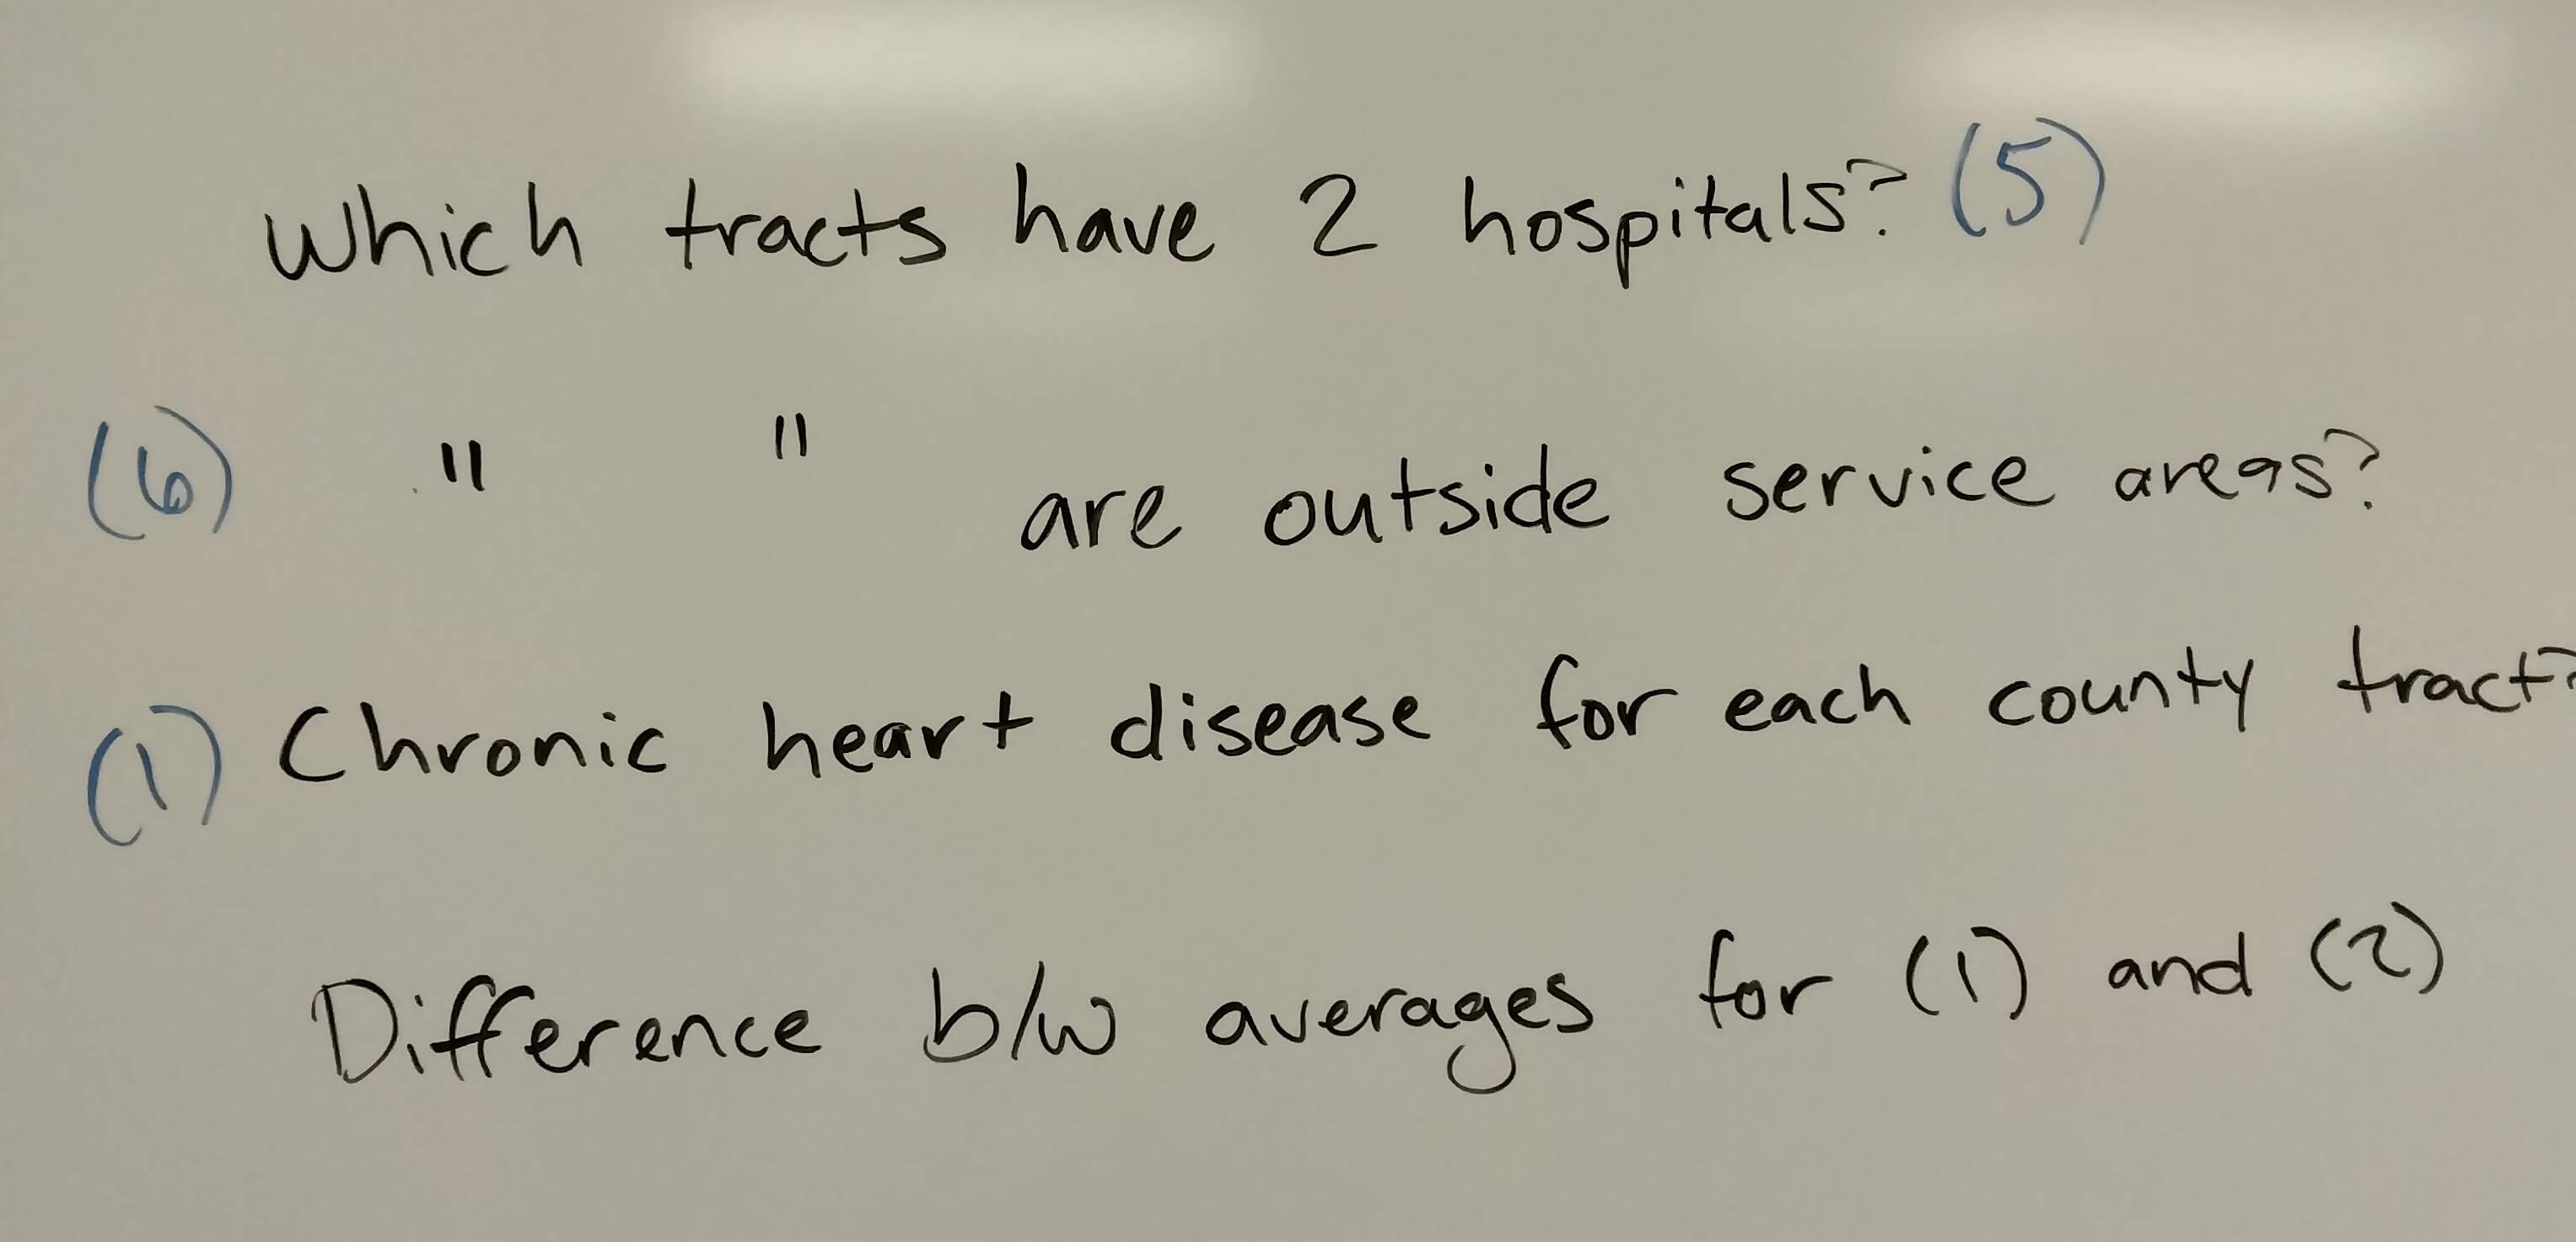 Which tracts have 2 hospitals? (5)
(6) " " are outside service areas?
(1) Chronic heart disease for each county tract?
Difference b/w averages for (1) and (2)